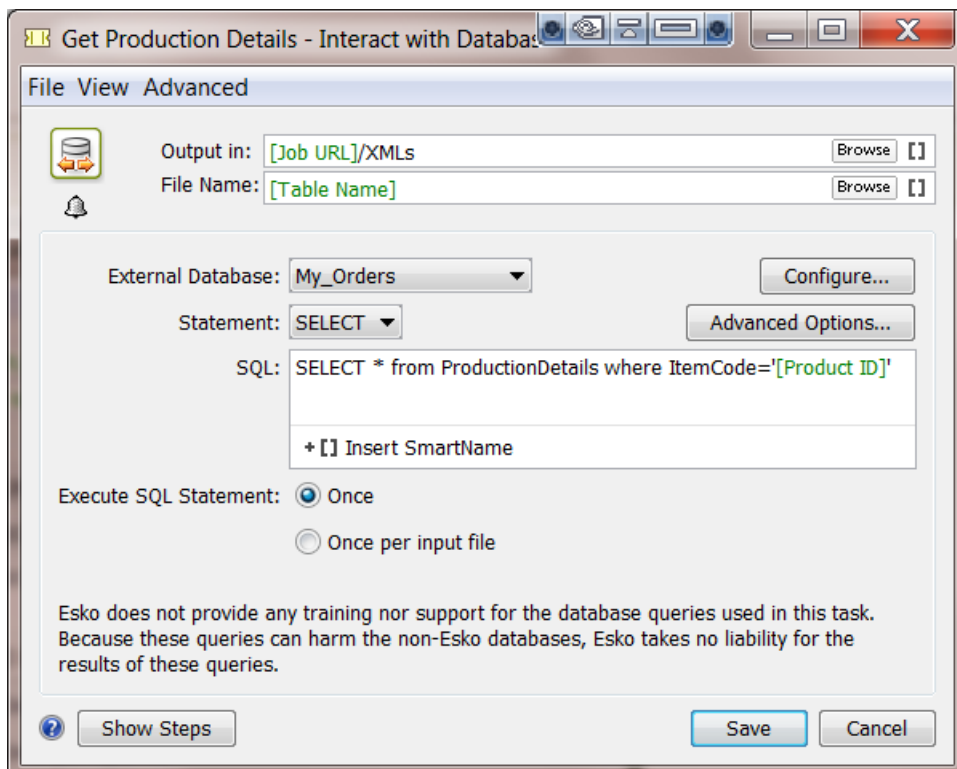 Get Production Details - Interact with Databas
File View Advanced
Output in: [Job URL]/XMLs Browse []
File Name: [Table Name] Browse []
External Database: My_Orders Configure...
Statement: SELECT Advanced Options...
SQL: SELECT * from ProductionDetails where ItemCode='[Product ID]'
+[] Insert SmartName
Execute SQL Statement: Once
Once per input file
Esko does not provide any training nor support for the database queries used in this task.
Because these queries can harm the non-Esko databases, Esko takes no liability for the
results of these queries.
? Show Steps Save Cancel